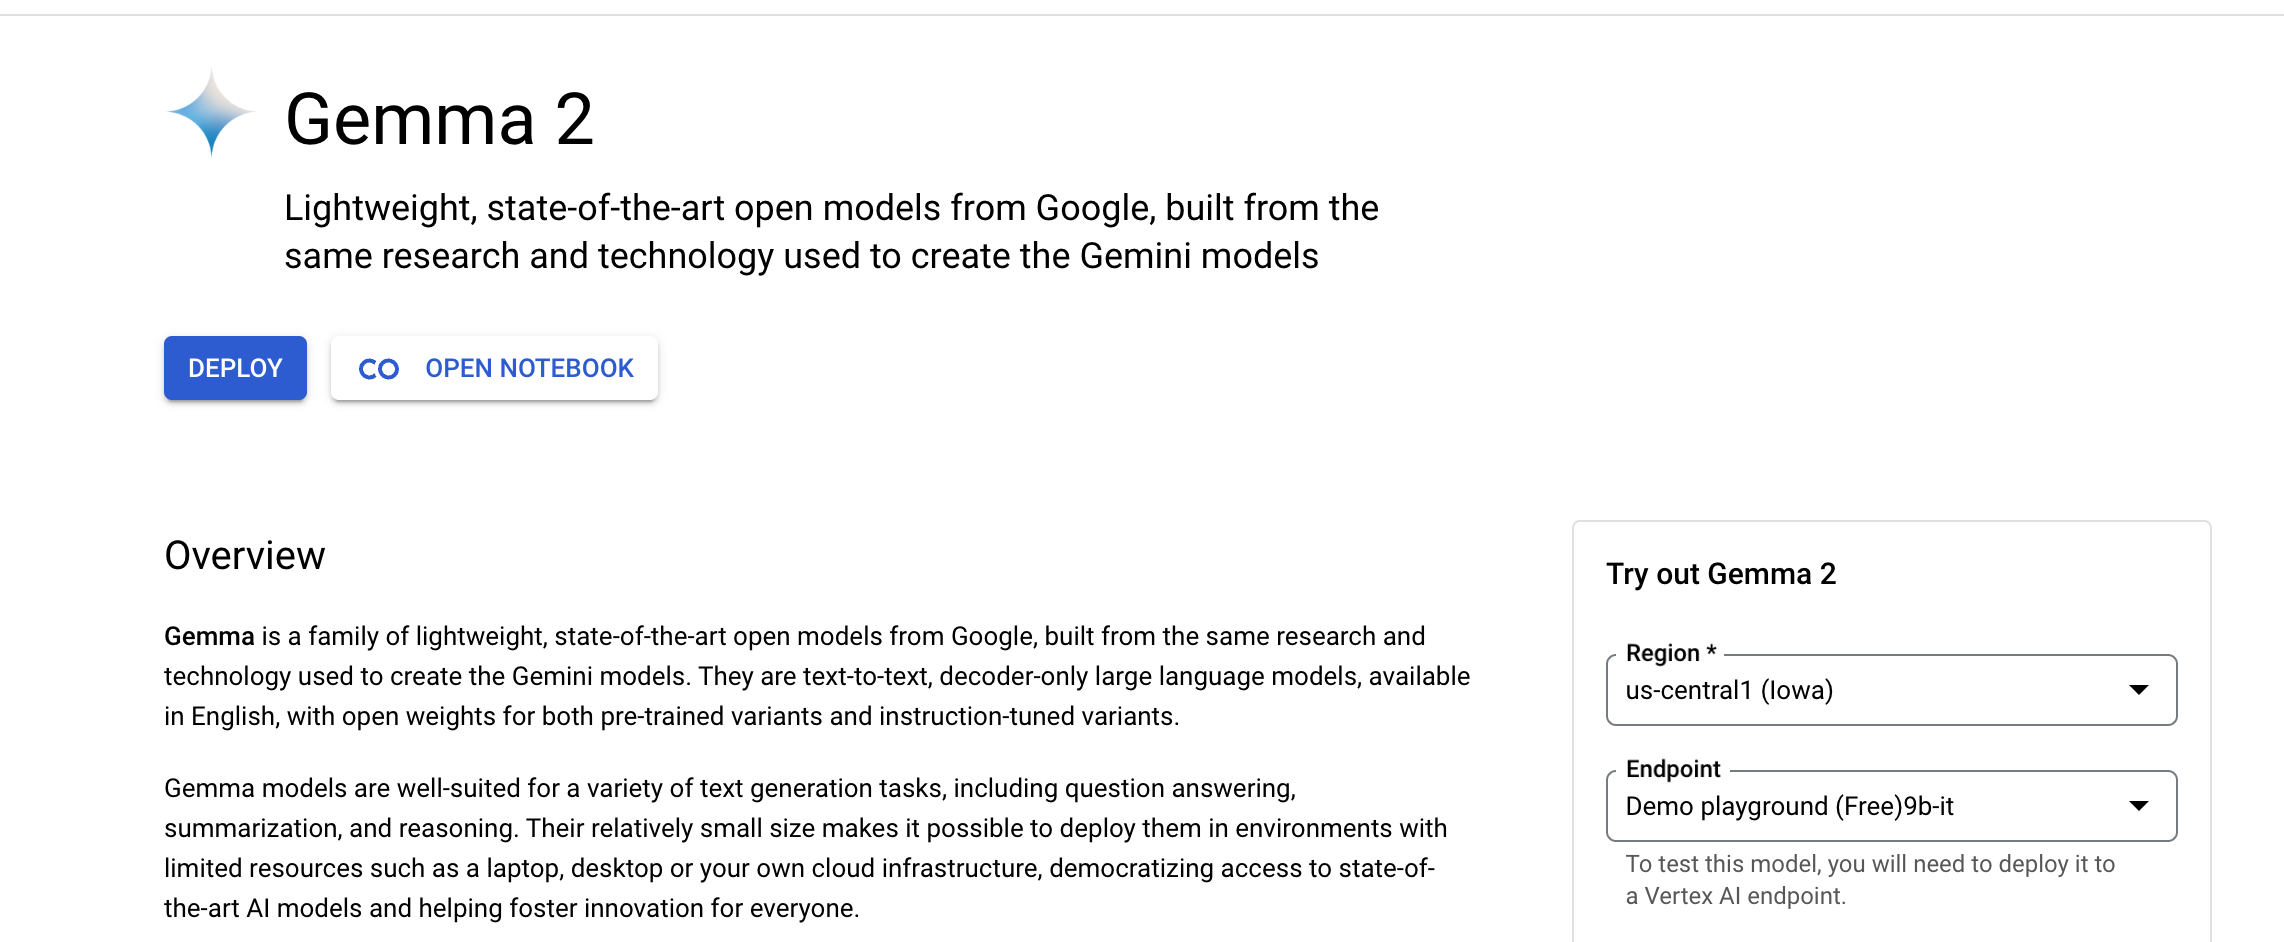 Gemma 2
Lightweight, state-of-the-art open models from Google, built from the
same research and technology used to create the Gemini models
DEPLOY
OPEN NOTEBOOK
Overview
Gemma is a family of lightweight, state-of-the-art open models from Google, built from the same research and
technology used to create the Gemini models. They are text-to-text, decoder-only large language models, available
in English, with open weights for both pre-trained variants and instruction-tuned variants.
Gemma models are well-suited for a variety of text generation tasks, including question answering,
summarization, and reasoning. Their relatively small size makes it possible to deploy them in environments with
limited resources such as a laptop, desktop or your own cloud infrastructure, democratizing access to state-of-
the-art AI models and helping foster innovation for everyone.
Try out Gemma 2
Region *
us-central1 (Iowa)
Endpoint
Demo playground (Free)9b-it
To test this model, you will need to deploy it to
a Vertex AI endpoint.